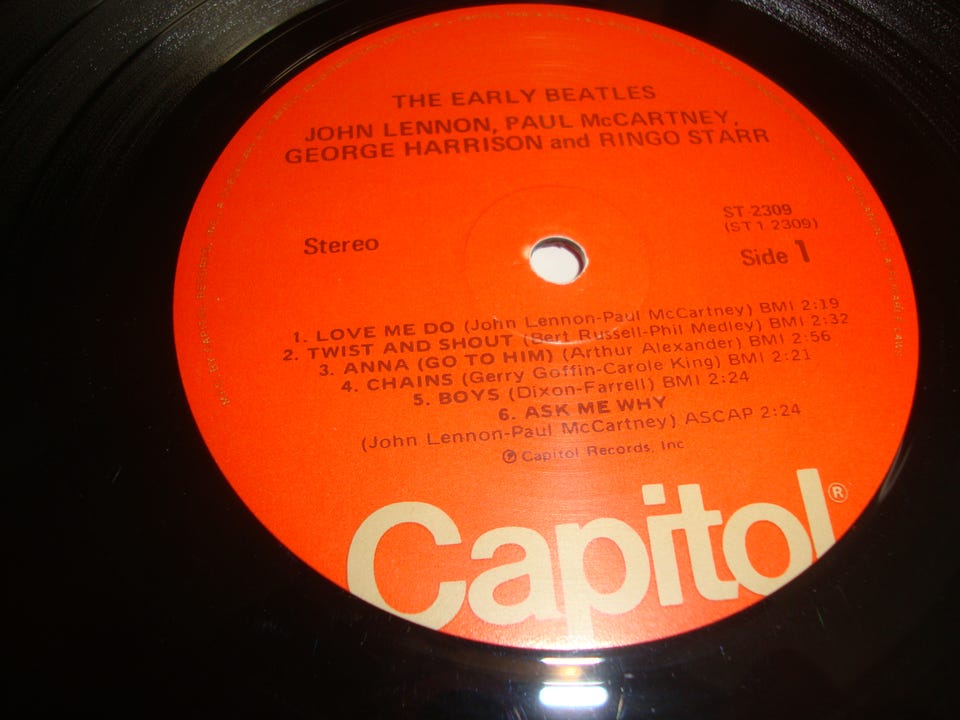 THE EARLY BEATLES
JOHN LENNON, PAUL McCARTNEY,
GEORGE HARRISON and RINGO STARR
Stereo
ST-2309
(ST 1 2309)
Side 1
1. LOVE ME DO (John Lennon-Paul McCartney) BMI 2:19
2. TWIST AND SHOUT (Bert Russell-Phil Medley) BMI 2:32
3. ANNA (GO TO HIM) (Arthur Alexander) BMI 2:56
4. CHAINS (Gerry Goffin-Carole King) BMI 2:21
5. BOYS (Dixon-Farrell) BMI 2:24
6. ASK ME WHY
(John Lennon-Paul McCartney) ASCAP 2:24
℗ Capitol Records, Inc
Capitol®